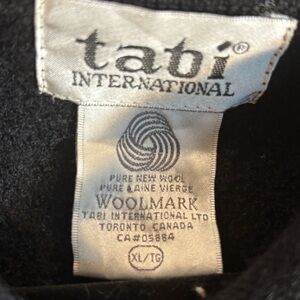 tabi®
INTERNATIONAL
PURE NEW WOOL
PURE LAINE VIERGE
WOOLMARK
TABI INTERNATIONAL LTD
TORONTO CANADA
CA#05884
XL/TG